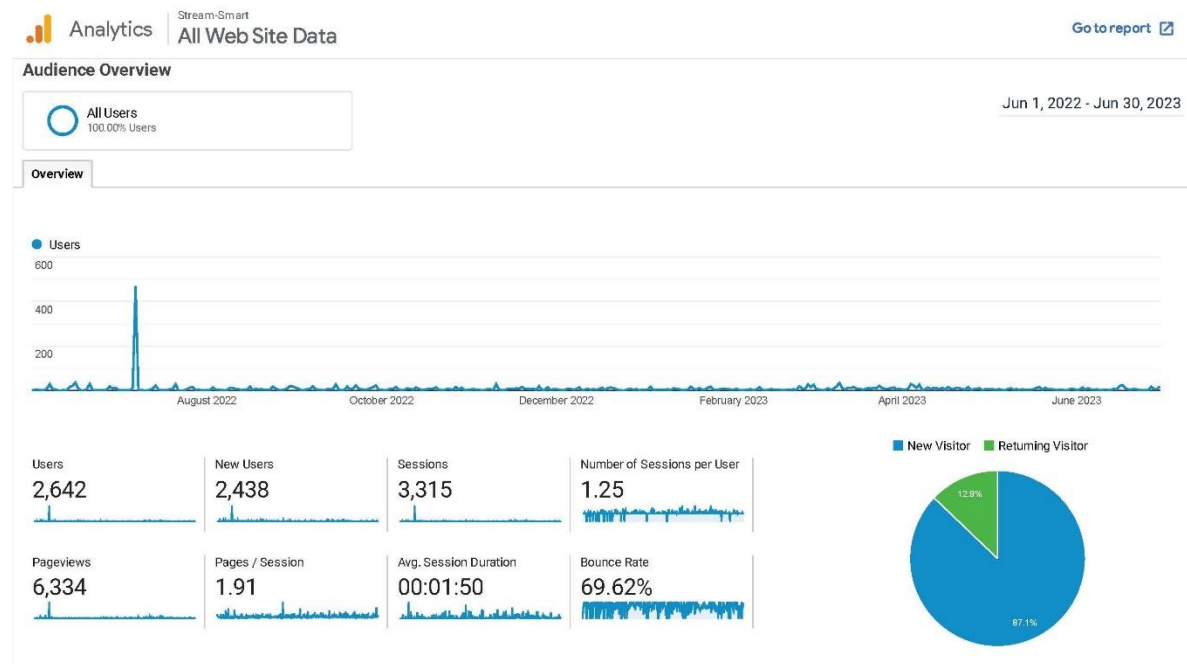 Analytics
Stream-Smart
All Web Site Data
Go to report
Audience Overview
All Users
100.00% Users
Jun 1, 2022 - Jun 30, 2023
Overview
Users
600
400
200
August 2022 October 2022 December 2022 February 2023 April 2023 June 2023
New Visitor Returning Visitor
Users New Users Sessions Number of Sessions per User
2,642 2,438 3,315 1.25
12.9%
Pageviews Pages / Session Avg. Session Duration Bounce Rate
6,334 1.91 00:01:50 69.62%
87.1%